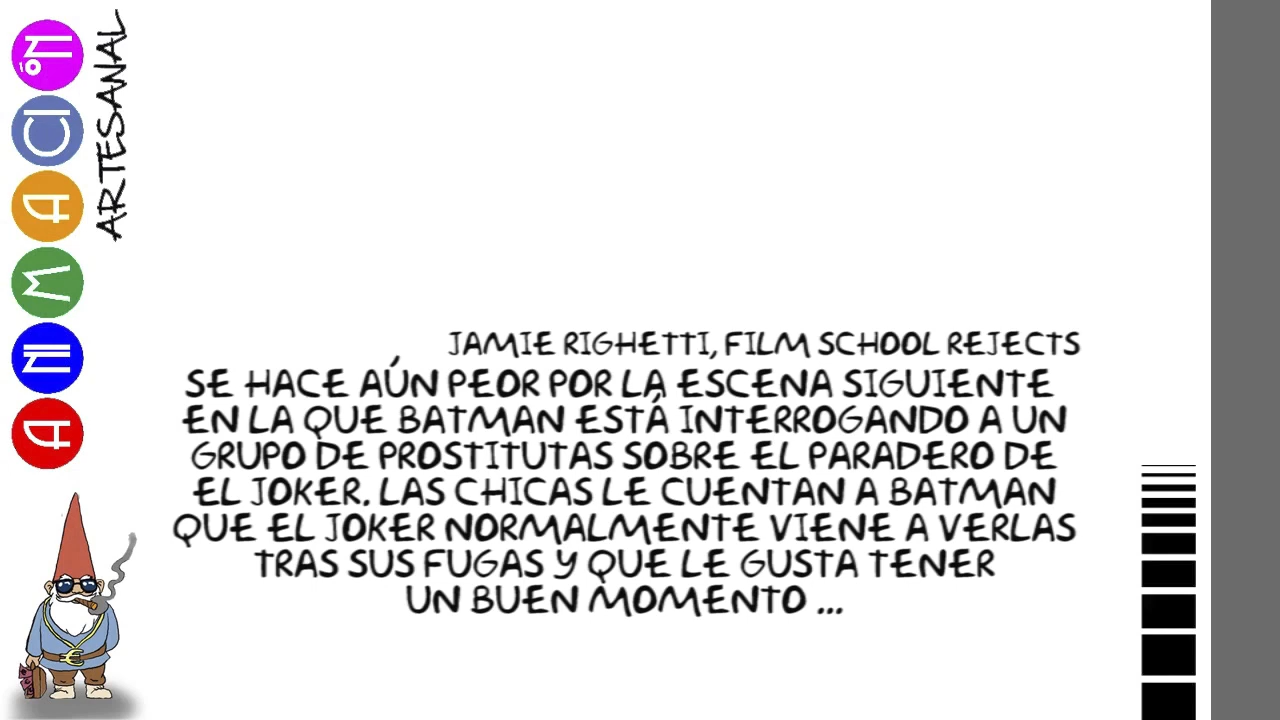 ANIMACIÓN
ARTESANAL
JAMIE RIGHETTI, FILM SCHOOL REJECTS
SE HACE AÚN PEOR POR LA ESCENA SIGUIENTE
EN LA QUE BATMAN ESTÁ INTERROGANDO A UN
GRUPO DE PROSTITUTAS SOBRE EL PARADERO DE
EL JOKER. LAS CHICAS LE CUENTAN A BATMAN
QUE EL JOKER NORMALMENTE VIENE A VERLAS
TRAS SUS FUGAS Y QUE LE GUSTA TENER
UN BUEN MOMENTO ...